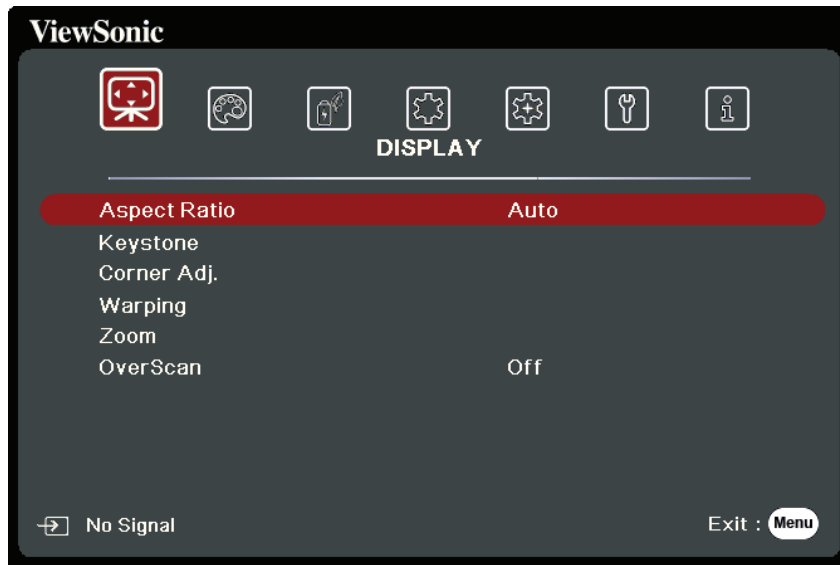 ViewSonic
DISPLAY
Aspect Ratio Auto
Keystone
Corner Adj.
Warping
Zoom
OverScan Off
No Signal Exit : Menu